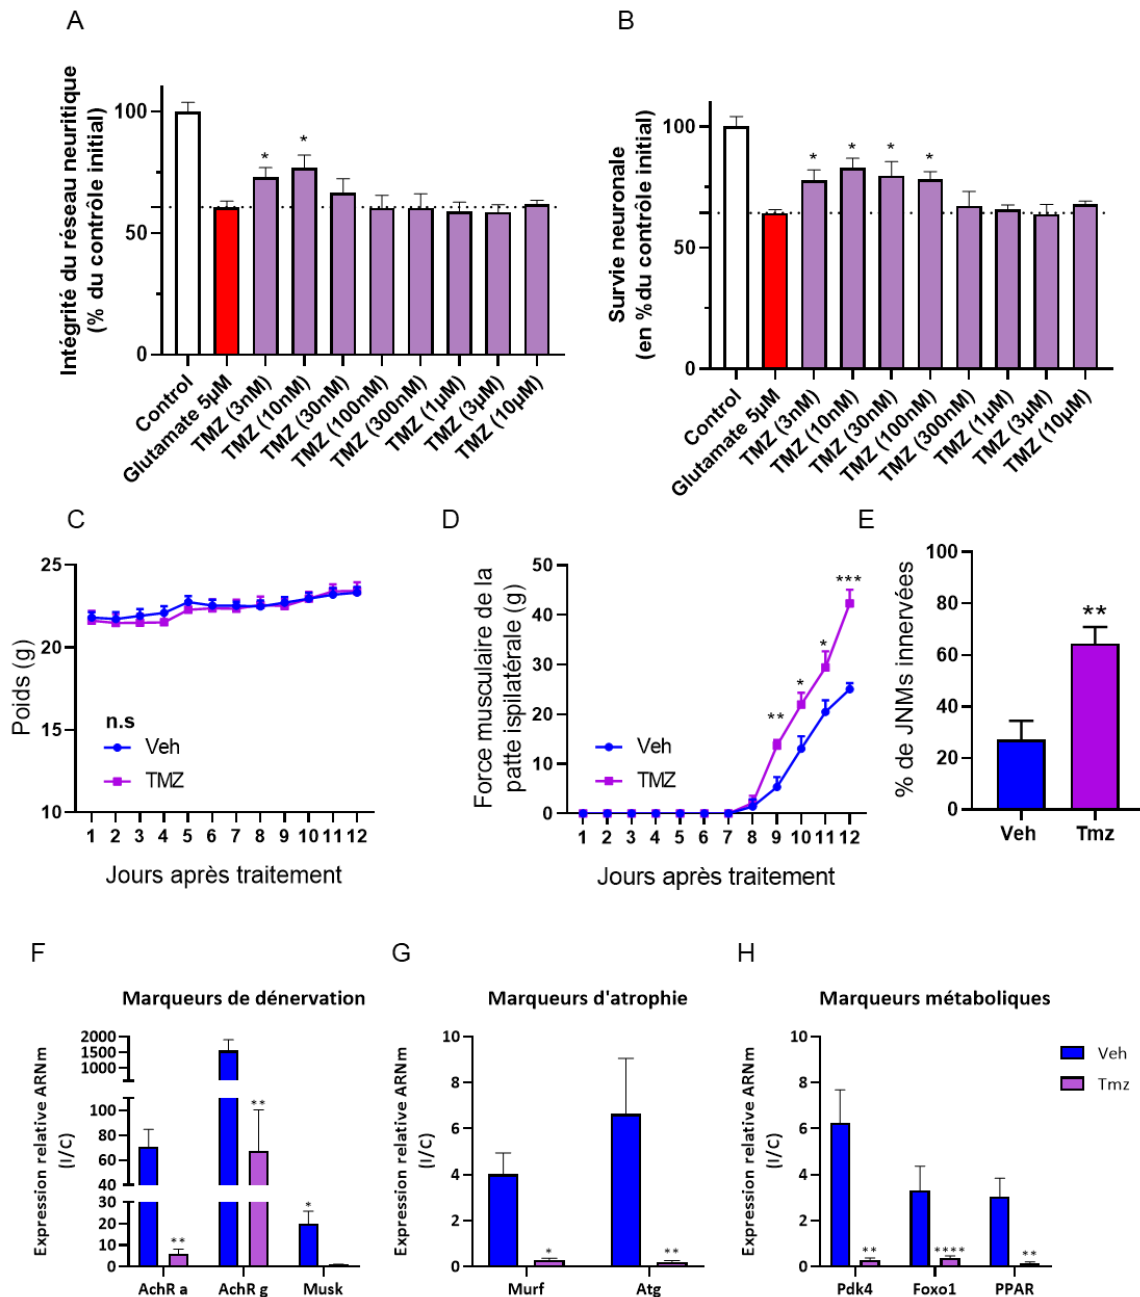 A
Intégrité du réseau neuritique
(% du contrôle initial)
100
50
0
* *
Control
Glutamate 5µM
TMZ (3nM)
TMZ (10nM)
TMZ (30nM)
TMZ (100nM)
TMZ (300nM)
TMZ (1µM)
TMZ (3µM)
TMZ (10µM)
B
Survie neuronale
(en %du contrôle initial)
100
50
0
* * * *
Control
Glutamate 5µM
TMZ (3nM)
TMZ (10nM)
TMZ (30nM)
TMZ (100nM)
TMZ (300nM)
TMZ (1µM)
TMZ (3µM)
TMZ (10µM)
C
Poids (g)
25
20
15
10
n.s
Veh
TMZ
1 2 3 4 5 6 7 8 9 10 11 12
Jours après traitement
D
Force musculaire de la
patte ispilatérale (g)
50
40
30
20
10
0
** * * ***
Veh
TMZ
1 2 3 4 5 6 7 8 9 10 11 12
Jours après traitement
E
% de JNMs innervées
100
80
60
40
20
0
**
Veh Tmz
F
Marqueurs de dénervation
Expression relative ARNm
(I/C)
2000
1500
1000
100
80
60
40
30
20
10
0
** ** *
AchR a AchR g Musk
G
Marqueurs d'atrophie
Expression relative ARNm
(I/C)
10
8
6
4
2
0
* **
Murf Atg
H
Marqueurs métaboliques
Expression relative ARNm
(I/C)
10
8
6
4
2
0
** **** **
Pdk4 Foxo1 PPAR
Veh
Tmz